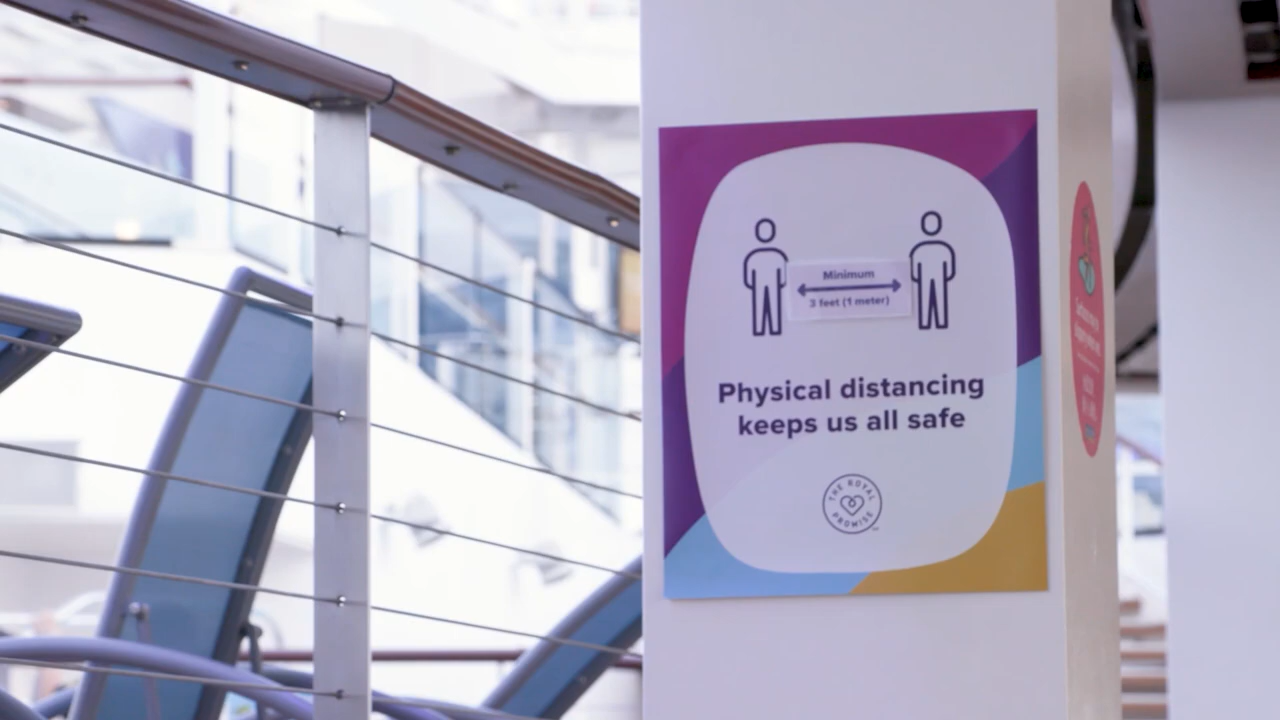 Minimum
3 feet (1 meter)
Physical distancing
keeps us all safe
THE ROYAL
PROMISE